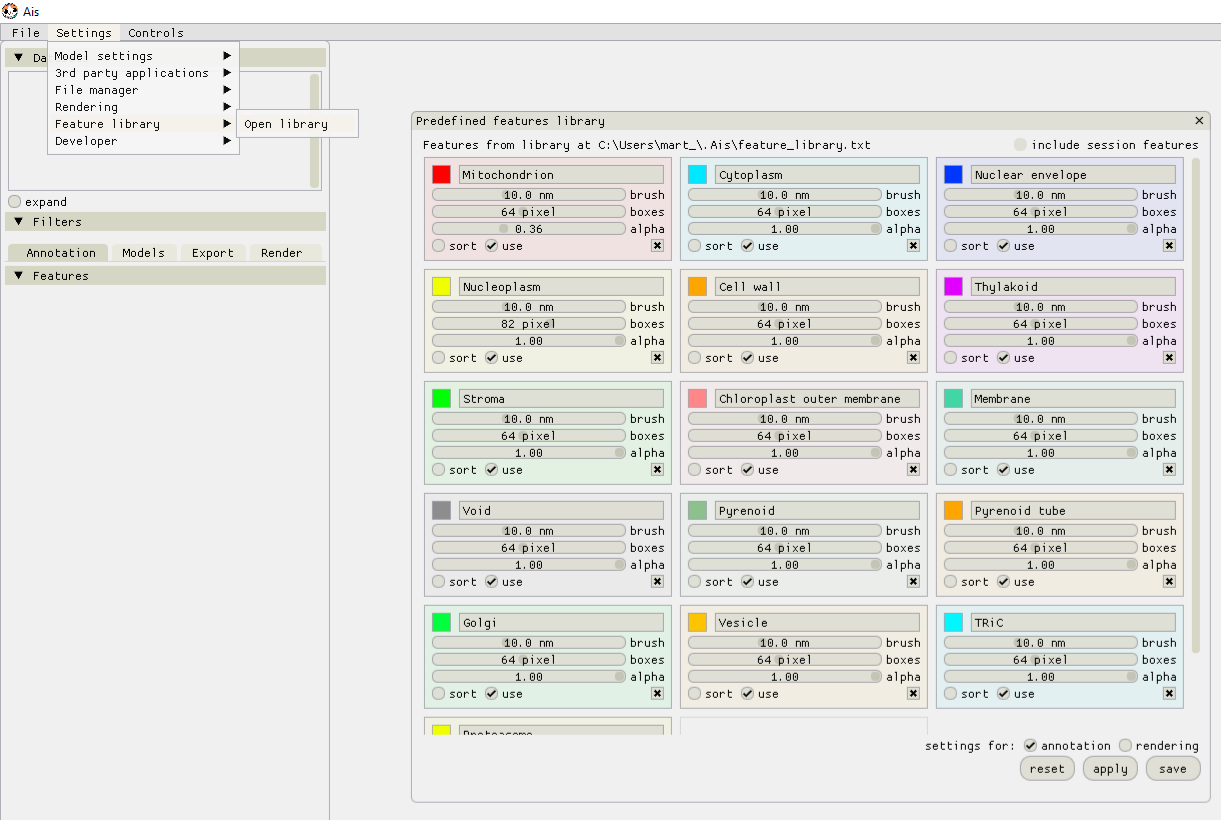 Ais
File Settings Controls
Da
Model settings
3rd party applications
File manager
Rendering
Feature library
Developer
Open library
expand
Filters
Annotation Models Export Render
Features
Predefined features library
Features from library at C:\Users\mart_\.Ais\feature_library.txt include session features
Mitochondrion
10.0 nm brush
64 pixel boxes
0.36 alpha
sort use
Cytoplasm
10.0 nm brush
64 pixel boxes
1.00 alpha
sort use
Nuclear envelope
10.0 nm brush
64 pixel boxes
1.00 alpha
sort use
Nucleoplasm
10.0 nm brush
82 pixel boxes
1.00 alpha
sort use
Cell wall
10.0 nm brush
64 pixel boxes
1.00 alpha
sort use
Thylakoid
10.0 nm brush
64 pixel boxes
1.00 alpha
sort use
Stroma
10.0 nm brush
64 pixel boxes
1.00 alpha
sort use
Chloroplast outer membrane
10.0 nm brush
64 pixel boxes
1.00 alpha
sort use
Membrane
10.0 nm brush
64 pixel boxes
1.00 alpha
sort use
Void
10.0 nm brush
64 pixel boxes
1.00 alpha
sort use
Pyrenoid
10.0 nm brush
64 pixel boxes
1.00 alpha
sort use
Pyrenoid tube
10.0 nm brush
64 pixel boxes
1.00 alpha
sort use
Golgi
10.0 nm brush
64 pixel boxes
1.00 alpha
sort use
Vesicle
10.0 nm brush
64 pixel boxes
1.00 alpha
sort use
TRiC
10.0 nm brush
64 pixel boxes
1.00 alpha
sort use
Proteasome
settings for: annotation rendering
reset apply save